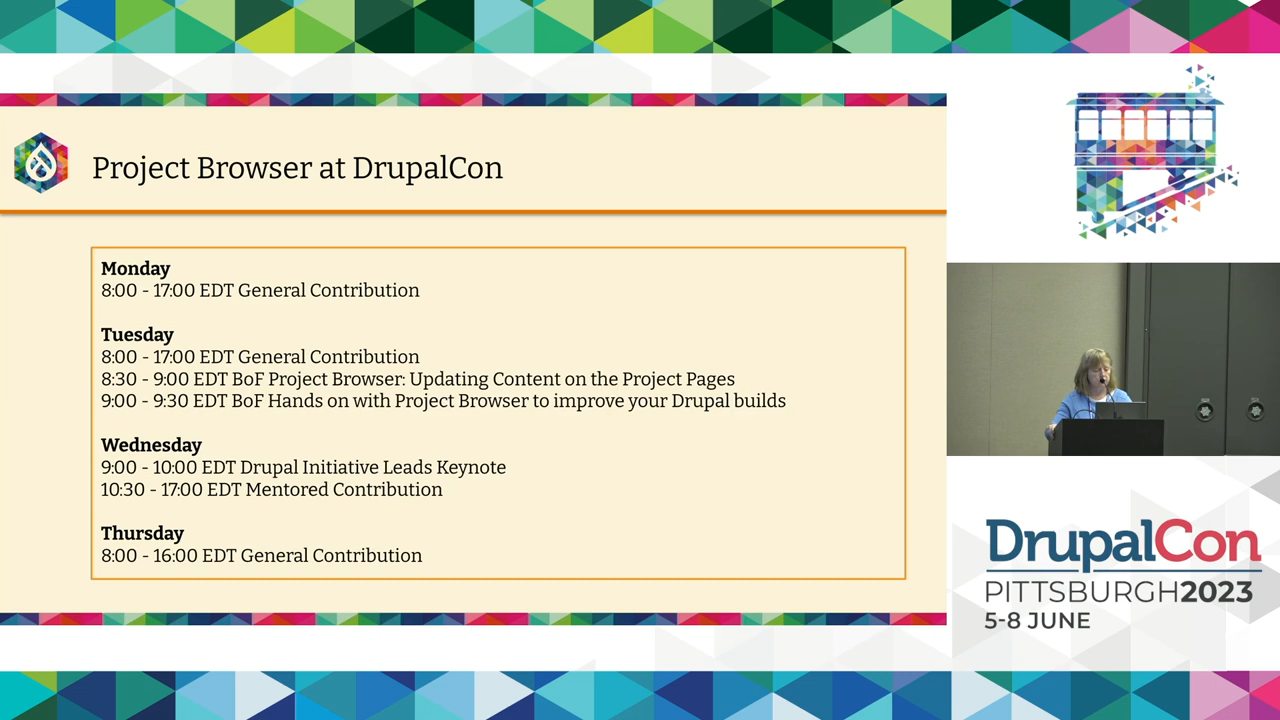 Project Browser at DrupalCon
Monday
8:00 - 17:00 EDT General Contribution
Tuesday
8:00 - 17:00 EDT General Contribution
8:30 - 9:00 EDT BoF Project Browser: Updating Content on the Project Pages
9:00 - 9:30 EDT BoF Hands on with Project Browser to improve your Drupal builds
Wednesday
9:00 - 10:00 EDT Drupal Initiative Leads Keynote
10:30 - 17:00 EDT Mentored Contribution
Thursday
8:00 - 16:00 EDT General Contribution
DrupalCon
PITTSBURGH2023
5-8 JUNE